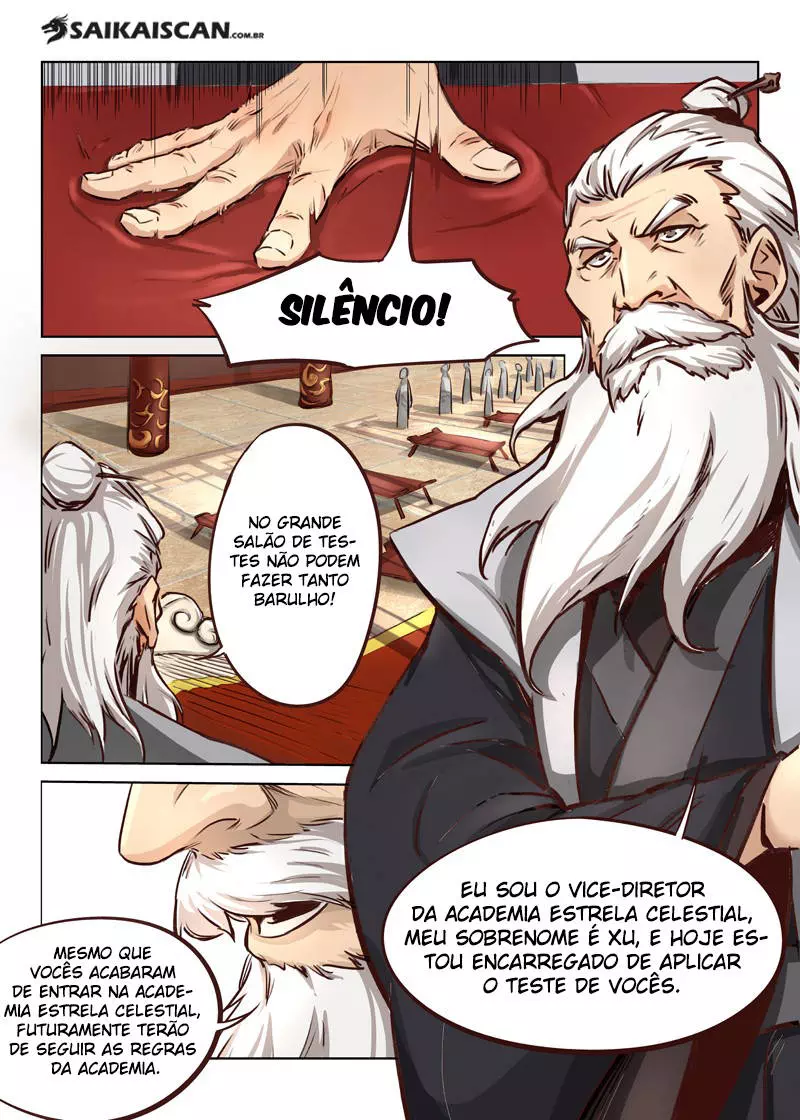 SAIKAISCAN.COM.BR
SILÊNCIO!
NO GRANDE
SALÃO DE TES-
TES NÃO PODEM
FAZER TANTO
BARULHO!
EU SOU O VICE-DIRETOR
DA ACADEMIA ESTRELA CELESTIAL,
MEU SOBRENOME É XU, E HOJE ES-
TOU ENCARREGADO DE APLICAR
O TESTE DE VOCÊS.
MESMO QUE
VOCÊS ACABARAM
DE ENTRAR NA ACADE-
MIA ESTRELA CELESTIAL,
FUTURAMENTE TERÃO
DE SEGUIR AS REGRAS
DA ACADEMIA.